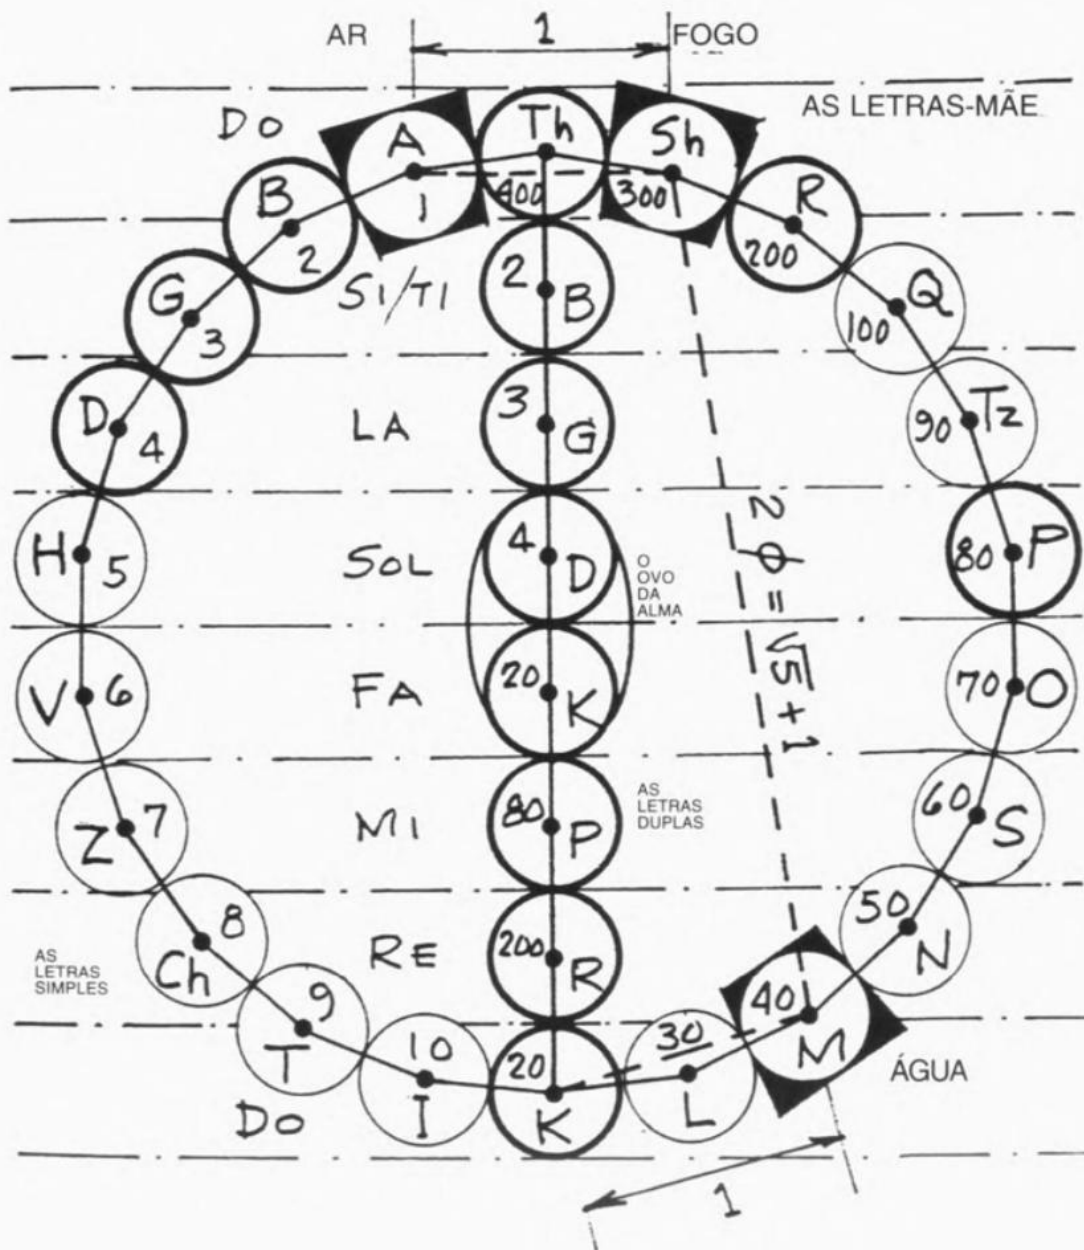 AR
1
FOGO
AS LETRAS-MÃE
Do
A
1
Th
400
Sh
300
B
2
R
200
G
3
SI/TI
2
B
Q
100
D
4
LA
3
G
Tz
90
H
5
SOL
4
D
O
OVO
DA
ALMA
P
80
2ϕ = √5 + 1
V
6
FA
20
K
70
O
Z
7
MI
80
P
AS
LETRAS
DUPLAS
60
S
Ch
8
AS
LETRAS
SIMPLES
RE
200
R
50
N
9
T
10
I
20
K
30
L
40
M
ÁGUA
Do
1